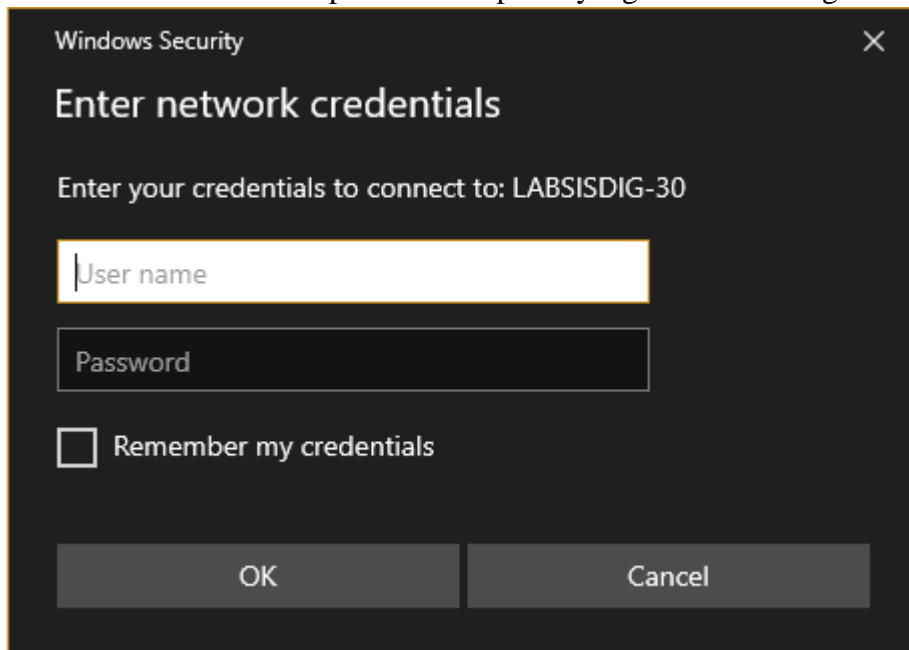 Windows Security
Enter network credentials
Enter your credentials to connect to: LABSISDIG-30
User name
Password
Remember my credentials
OK
Cancel